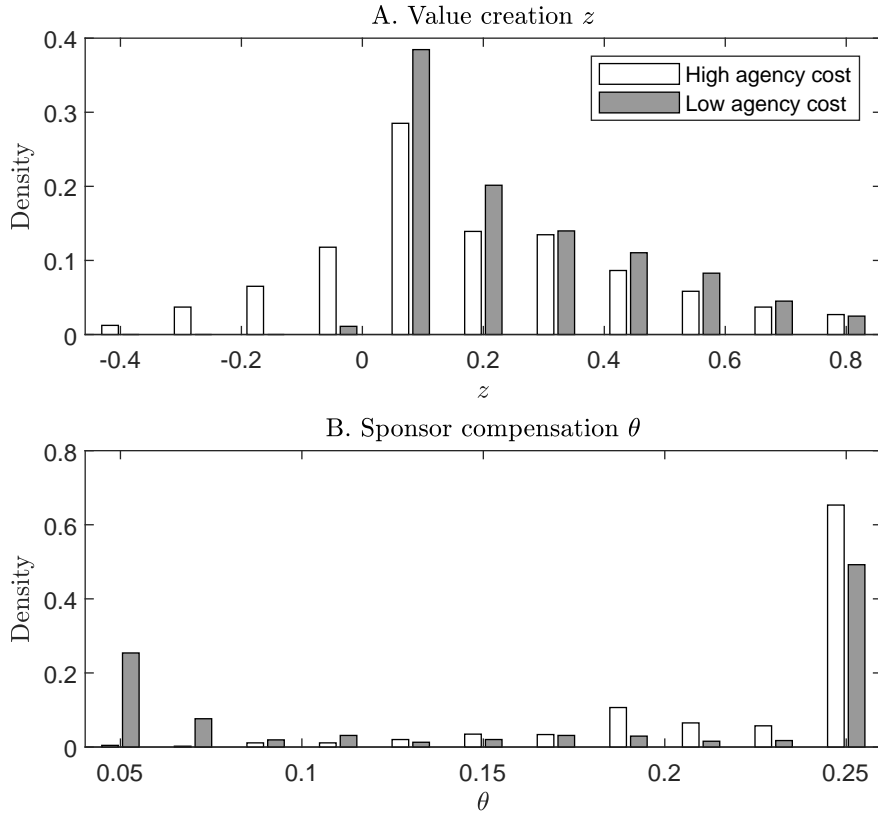 A. Value creation z
0.4
0.3
0.2
0.1
0
Density
High agency cost
Low agency cost
-0.4 -0.2 0 0.2 0.4 0.6 0.8
z
B. Sponsor compensation θ
0.8
0.6
0.4
0.2
0
Density
0.05 0.1 0.15 0.2 0.25
θ